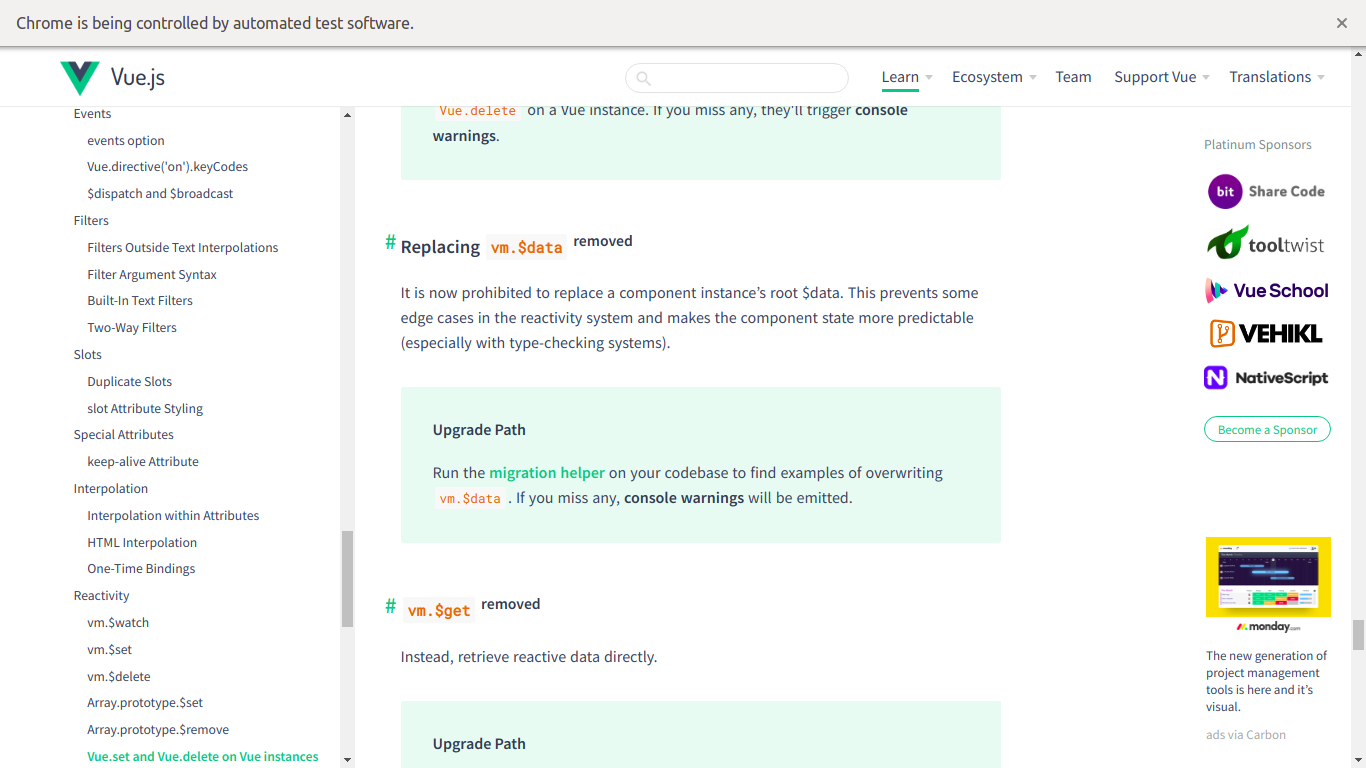 Chrome is being controlled by automated test software.
Vue.js
Learn
Ecosystem
Team
Support Vue
Translations
Events
events option
Vue.directive('on').keyCodes
$dispatch and $broadcast
Filters
Filters Outside Text Interpolations
Filter Argument Syntax
Built-In Text Filters
Two-Way Filters
Slots
Duplicate Slots
slot Attribute Styling
Special Attributes
keep-alive Attribute
Interpolation
Interpolation within Attributes
HTML Interpolation
One-Time Bindings
Reactivity
vm.$watch
vm.$set
vm.$delete
Array.prototype.$set
Array.prototype.$remove
Vue.set and Vue.delete on Vue instances
Vue.delete on a Vue instance. If you miss any, they'll trigger console
warnings.
# Replacing vm.$data removed
It is now prohibited to replace a component instance’s root $data. This prevents some
edge cases in the reactivity system and makes the component state more predictable
(especially with type-checking systems).
Upgrade Path
Run the migration helper on your codebase to find examples of overwriting
vm.$data . If you miss any, console warnings will be emitted.
# vm.$get removed
Instead, retrieve reactive data directly.
Upgrade Path
Platinum Sponsors
bit Share Code
tooltwist
Vue School
VEHIKL
N NativeScript
Become a Sponsor
monday.com
The new generation of
project management
tools is here and it’s
visual.
ads via Carbon